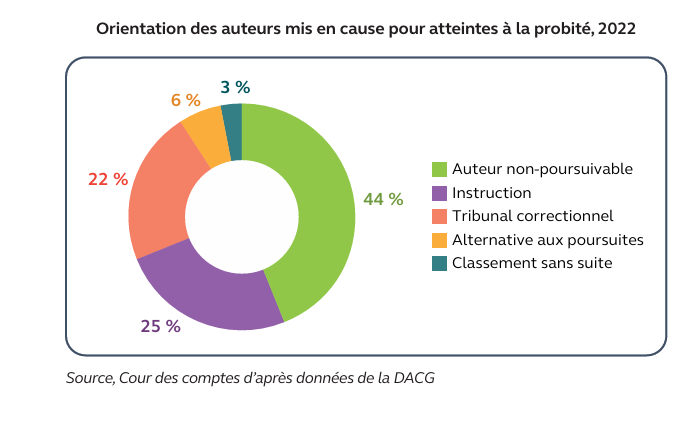 Orientation des auteurs mis en cause pour atteintes à la probité, 2022
3 %
6 %
22 %
44 %
25 %
Auteur non-poursuivable
Instruction
Tribunal correctionnel
Alternative aux poursuites
Classement sans suite
Source, Cour des comptes d’après données de la DACG